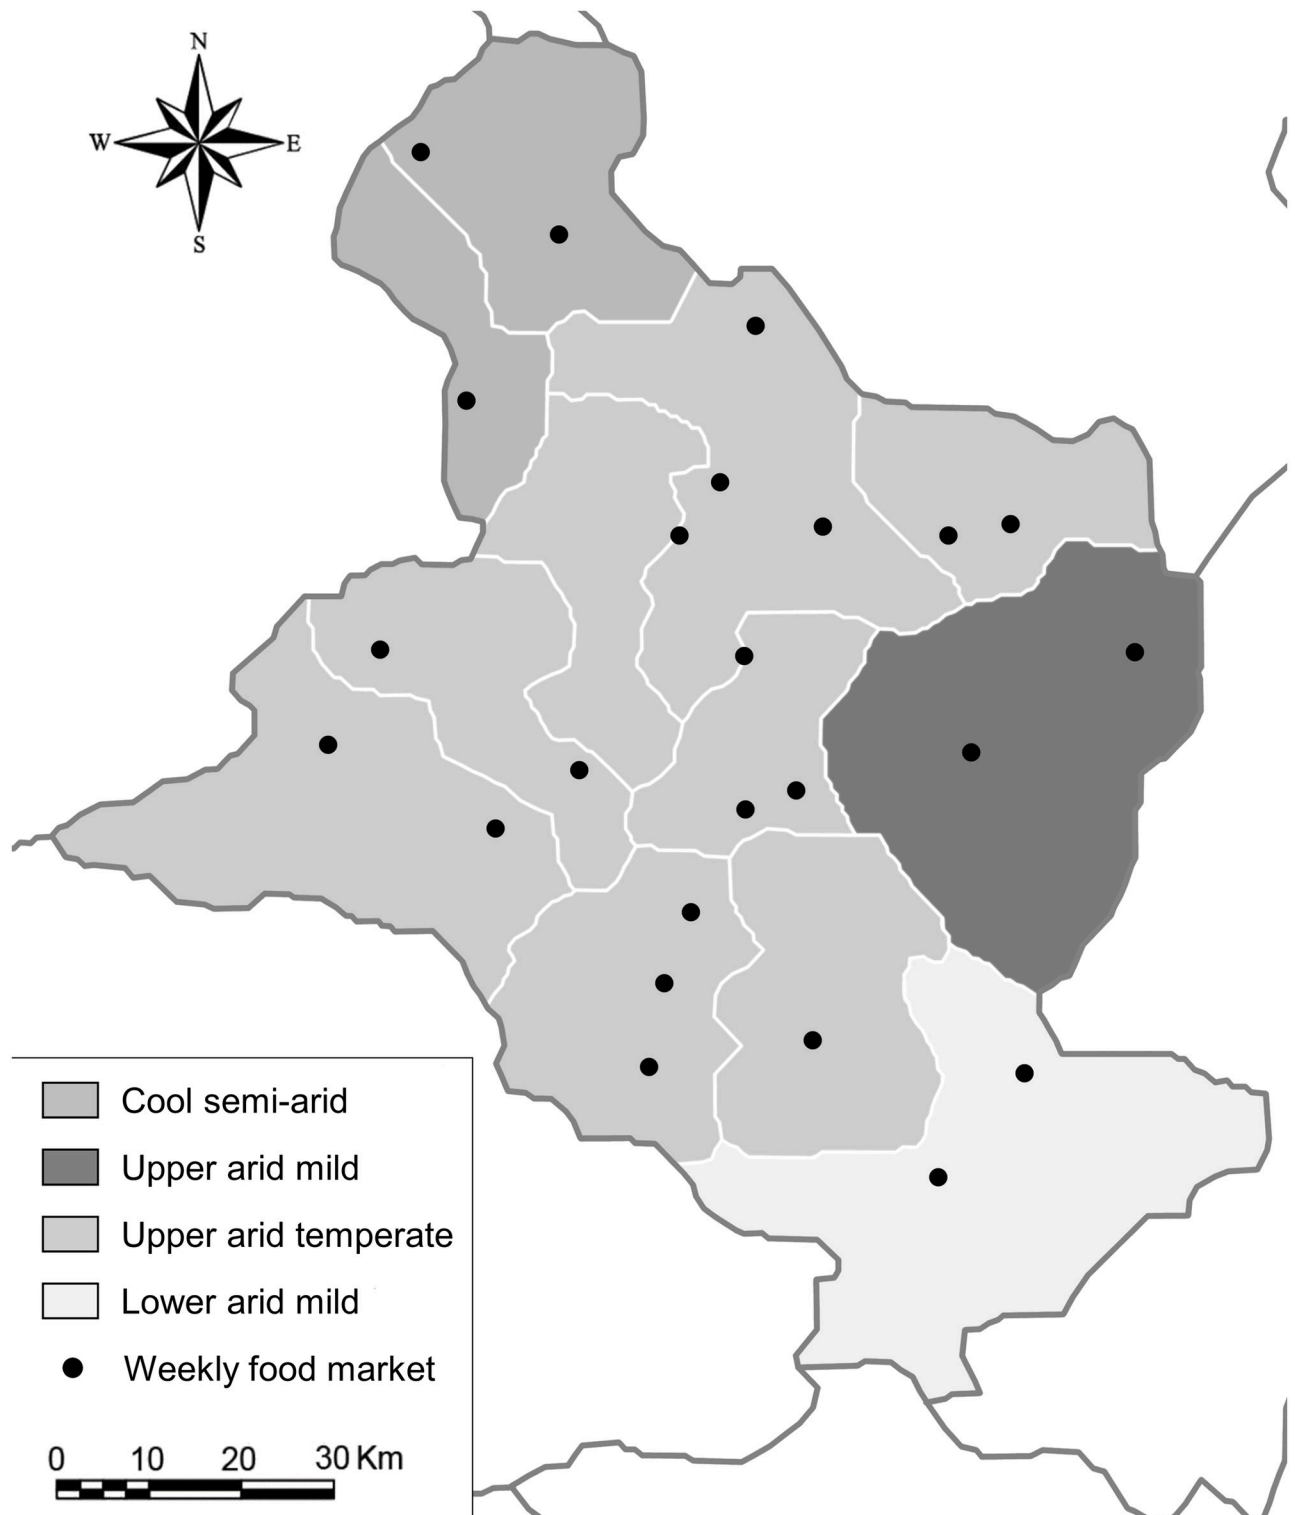 N
W E
S
Cool semi-arid
Upper arid mild
Upper arid temperate
Lower arid mild
Weekly food market
0 10 20 30 Km